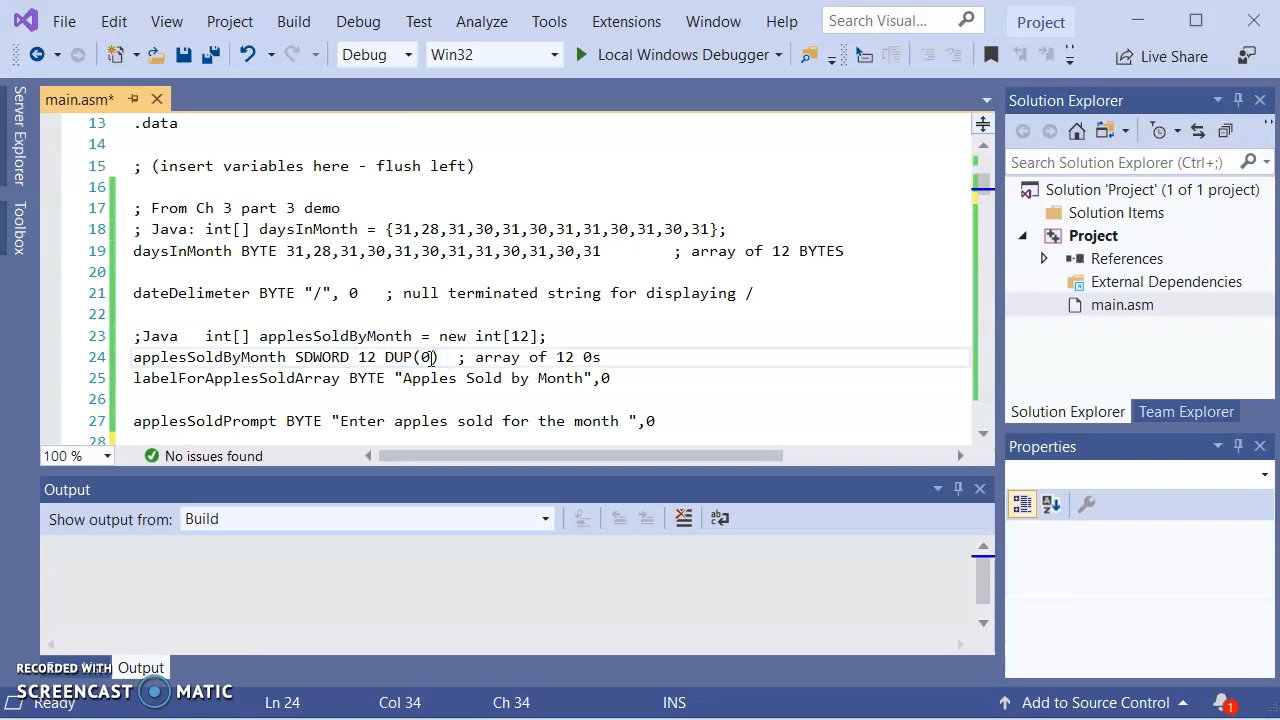 File Edit View Project Build Debug Test Analyze Tools Extensions Window Help Search Visual... Project
Debug Win32 Local Windows Debugger Live Share
Server Explorer
Toolbox
main.asm*
13 .data
14
15 ; (insert variables here - flush left)
16
17 ; From Ch 3 part 3 demo
18 ; Java: int[] daysInMonth = {31,28,31,30,31,30,31,31,30,31,30,31};
19 daysInMonth BYTE 31,28,31,30,31,30,31,31,30,31,30,31 ; array of 12 BYTES
20
21 dateDelimeter BYTE "/", 0 ; null terminated string for displaying /
22
23 ;Java int[] applesSoldByMonth = new int[12];
24 applesSoldByMonth SDWORD 12 DUP(0) ; array of 12 0s
25 labelForApplesSoldArray BYTE "Apples Sold by Month",0
26
27 applesSoldPrompt BYTE "Enter apples sold for the month ",0
28
100 % No issues found
Output
Show output from: Build
Output
Solution Explorer
Search Solution Explorer (Ctrl+;)
Solution 'Project' (1 of 1 project)
Solution Items
Project
References
External Dependencies
main.asm
Solution Explorer Team Explorer
Properties
RECORDED WITH
SCREENCAST MATIC
Ready Ln 24 Col 34 Ch 34 INS Add to Source Control 1